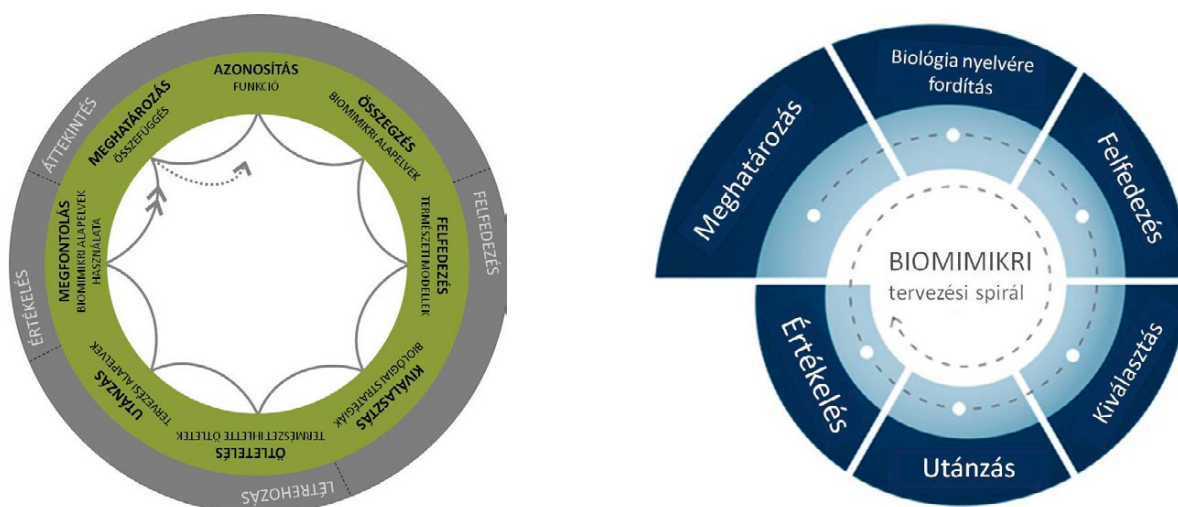 ÁTTEKINTÉS
FELFEDEZÉS
LÉTREHOZÁS
ÉRTÉKELÉS
AZONOSÍTÁS
FUNKCIÓ
ÖSSZEGZÉS
BIOMIMIKRI ALAPELVEK
FELFEDEZÉS
TERMÉSZETI MODELLEK
KIVÁLASZTÁS
BIOLÓGIAI STRATÉGIÁK
ÖTLETELÉS
TERMÉSZET IHLETTE ÖTLETEK
UTÁNZÁS
TERVEZÉSI ALAPELVEK
MEGFONTOLÁS
BIOMIMIKRI ALAPELVEK
HASZNÁLATA
MEGHATÁROZÁS
ÖSSZEFÜGGÉS
Meghatározás
Biológia nyelvére
fordítás
Felfedezés
Kiválasztás
Utánzás
Értékelés
BIOMIMIKRI
tervezési spirál